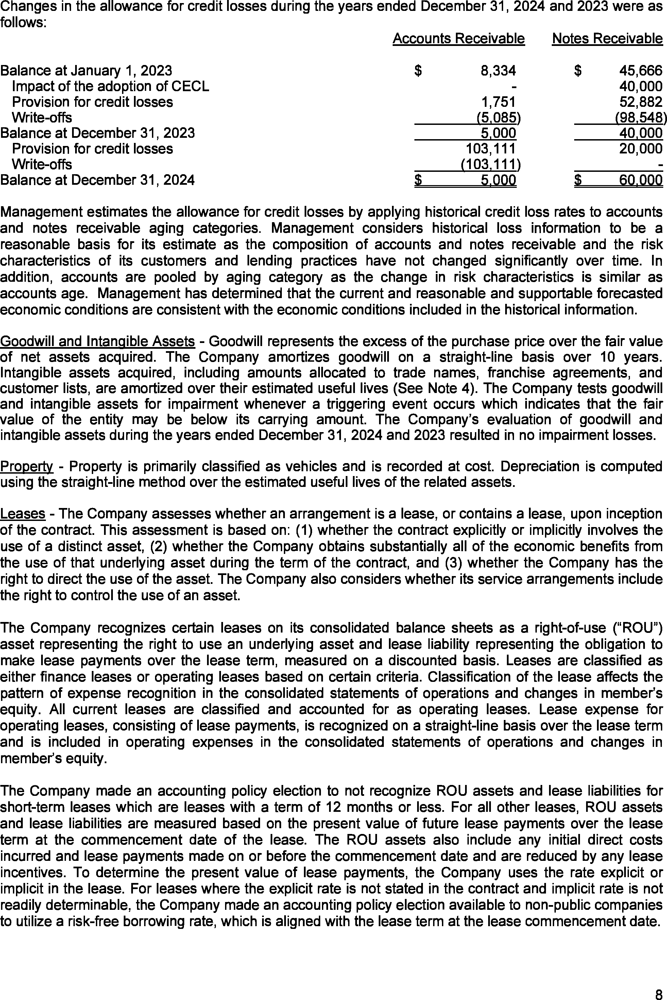 Changes in the allowance for credit losses during the years ended December 31, 2024 and 2023 were as
follows:
Accounts Receivable Notes Receivable
Balance at January 1, 2023 $ 8,334 $ 45,666
Impact of the adoption of CECL - 40,000
Provision for credit losses 1,751 52,882
Write-offs (5,085) (98,548)
Balance at December 31, 2023 5,000 40,000
Provision for credit losses 103,111 20,000
Write-offs (103,111) -
Balance at December 31, 2024 $ 5,000 $ 60,000
Management estimates the allowance for credit losses by applying historical credit loss rates to accounts
and notes receivable aging categories. Management considers historical loss information to be a
reasonable basis for its estimate as the composition of accounts and notes receivable and the risk
characteristics of its customers and lending practices have not changed significantly over time. In
addition, accounts are pooled by aging category as the change in risk characteristics is similar as
accounts age. Management has determined that the current and reasonable and supportable forecasted
economic conditions are consistent with the economic conditions included in the historical information.
Goodwill and Intangible Assets - Goodwill represents the excess of the purchase price over the fair value
of net assets acquired. The Company amortizes goodwill on a straight-line basis over 10 years.
Intangible assets acquired, including amounts allocated to trade names, franchise agreements, and
customer lists, are amortized over their estimated useful lives (See Note 4). The Company tests goodwill
and intangible assets for impairment whenever a triggering event occurs which indicates that the fair
value of the entity may be below its carrying amount. The Company's evaluation of goodwill and
intangible assets during the years ended December 31, 2024 and 2023 resulted in no impairment losses.
Property - Property is primarily classified as vehicles and is recorded at cost. Depreciation is computed
using the straight-line method over the estimated useful lives of the related assets.
Leases - The Company assesses whether an arrangement is a lease, or contains a lease, upon inception
of the contract. This assessment is based on: (1) whether the contract explicitly or implicitly involves the
use of a distinct asset, (2) whether the Company obtains substantially all of the economic benefits from
the use of that underlying asset during the term of the contract, and (3) whether the Company has the
right to direct the use of the asset. The Company also considers whether its service arrangements include
the right to control the use of an asset.
The Company recognizes certain leases on its consolidated balance sheets as a right-of-use ("ROU")
asset representing the right to use an underlying asset and lease liability representing the obligation to
make lease payments over the lease term, measured on a discounted basis. Leases are classified as
either finance leases or operating leases based on certain criteria. Classification of the lease affects the
pattern of expense recognition in the consolidated statements of operations and changes in member's
equity. All current leases are classified and accounted for as operating leases. Lease expense for
operating leases, consisting of lease payments, is recognized on a straight-line basis over the lease term
and is included in operating expenses in the consolidated statements of operations and changes in
member's equity.
The Company made an accounting policy election to not recognize ROU assets and lease liabilities for
short-term leases which are leases with a term of 12 months or less. For all other leases, ROU assets
and lease liabilities are measured based on the present value of future lease payments over the lease
term at the commencement date of the lease. The ROU assets also include any initial direct costs
incurred and lease payments made on or before the commencement date and are reduced by any lease
incentives. To determine the present value of lease payments, the Company uses the rate explicit or
implicit in the lease. For leases where the explicit rate is not stated in the contract and implicit rate is not
readily determinable, the Company made an accounting policy election available to non-public companies
to utilize a risk-free borrowing rate, which is aligned with the lease term at the lease commencement date.
8